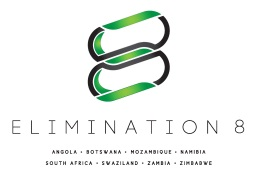 ELIMINATION 8
ANGOLA • BOTSWANA • MOZAMBIQUE • NAMIBIA
SOUTH AFRICA • SWAZILAND • ZAMBIA • ZIMBABWE